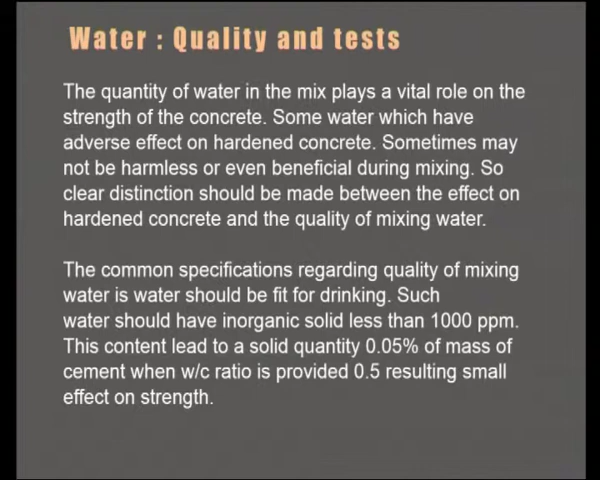 Water : Quality and tests
The quantity of water in the mix plays a vital role on the
strength of the concrete. Some water which have
adverse effect on hardened concrete. Sometimes may
not be harmless or even beneficial during mixing. So
clear distinction should be made between the effect on
hardened concrete and the quality of mixing water.
The common specifications regarding quality of mixing
water is water should be fit for drinking. Such
water should have inorganic solid less than 1000 ppm.
This content lead to a solid quantity 0.05% of mass of
cement when w/c ratio is provided 0.5 resulting small
effect on strength.